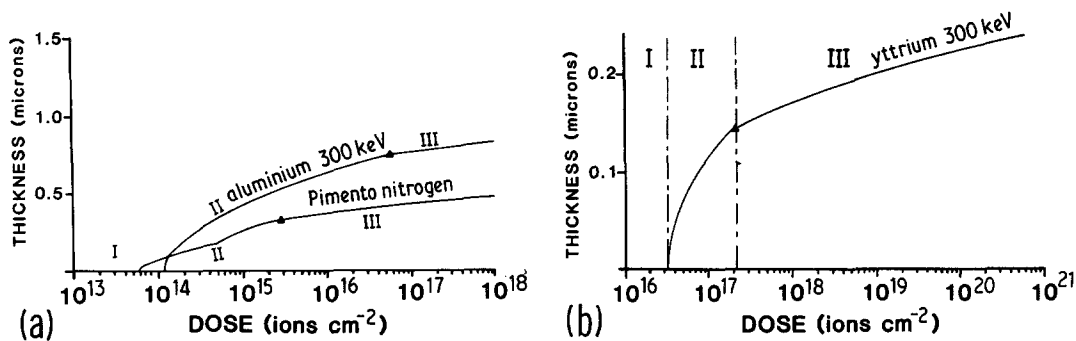 1.5
1.0
0.5
THICKNESS (microns)
I
II aluminium 300 keV
III
Pimento nitrogen
II
III
10^13 10^14 10^15 10^16 10^17 10^18
DOSE (ions cm^-2)
(a)
0.2
0.1
THICKNESS (microns)
I
II
III
yttrium 300 keV
10^16 10^17 10^18 10^19 10^20 10^21
DOSE (ions cm^-2)
(b)